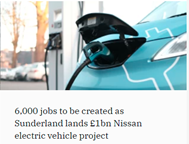 6,000 jobs to be created as
Sunderland lands £1bn Nissan
electric vehicle project